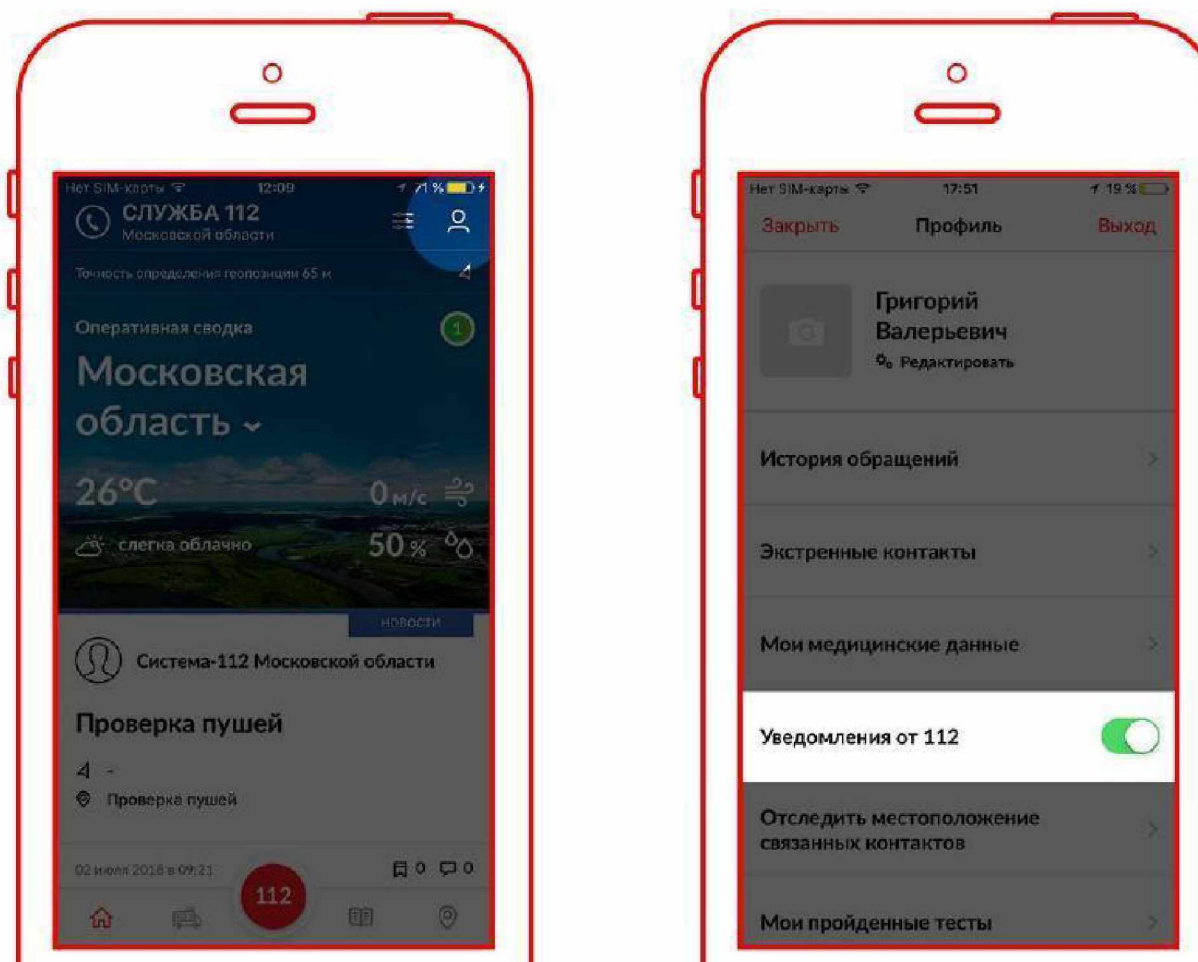 Нет SIM-карты 12:09 71 %
СЛУЖБА 112
Московской области
Точность определения геопозиции 65 м
Оперативная сводка 1
Московская
область
26°C 0 м/с
слегка облачно 50 %
НОВОСТИ
Система-112 Московской области
Проверка пушей
-
Проверка пушей
02 июля 2018 в 09:21 0 0
112
Нет SIM-карты 17:51 19 %
Закрыть Профиль Выход
Григорий
Валерьевич
Редактировать
История обращений
Экстренные контакты
Мои медицинские данные
Уведомления от 112
Отследить местоположение
связанных контактов
Мои пройденные тесты